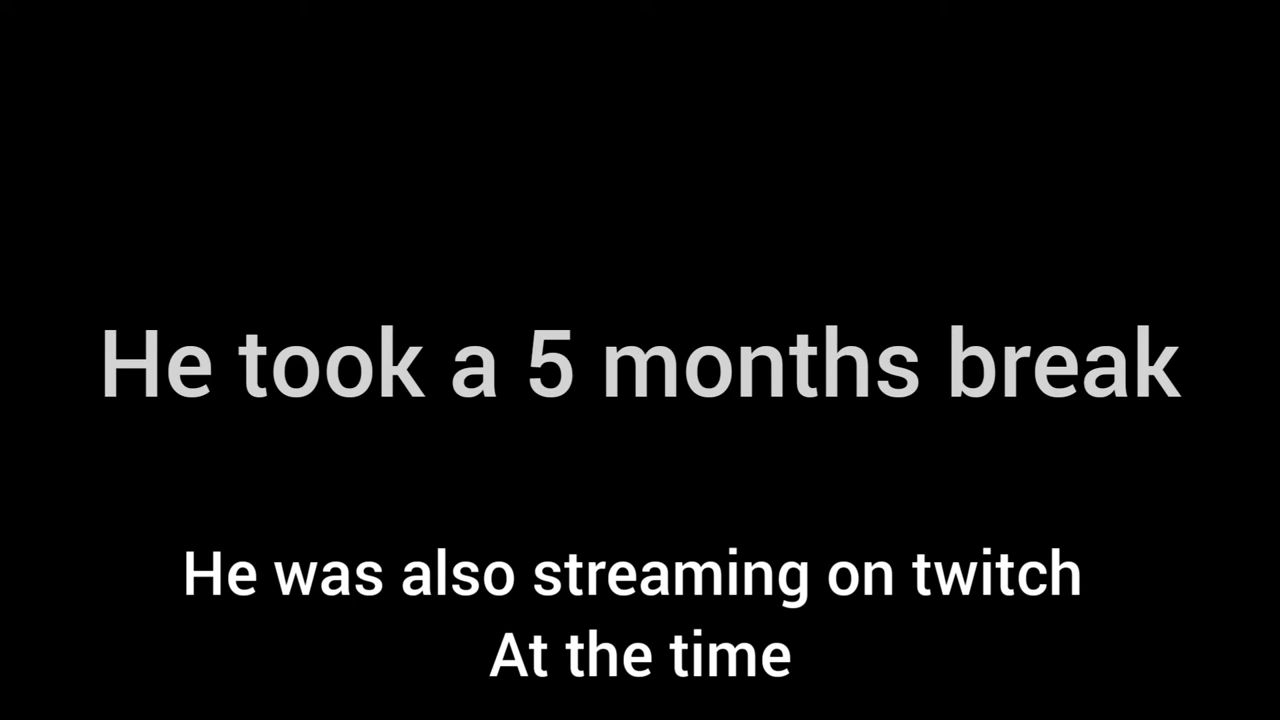 He took a 5 months break
He was also streaming on twitch
At the time